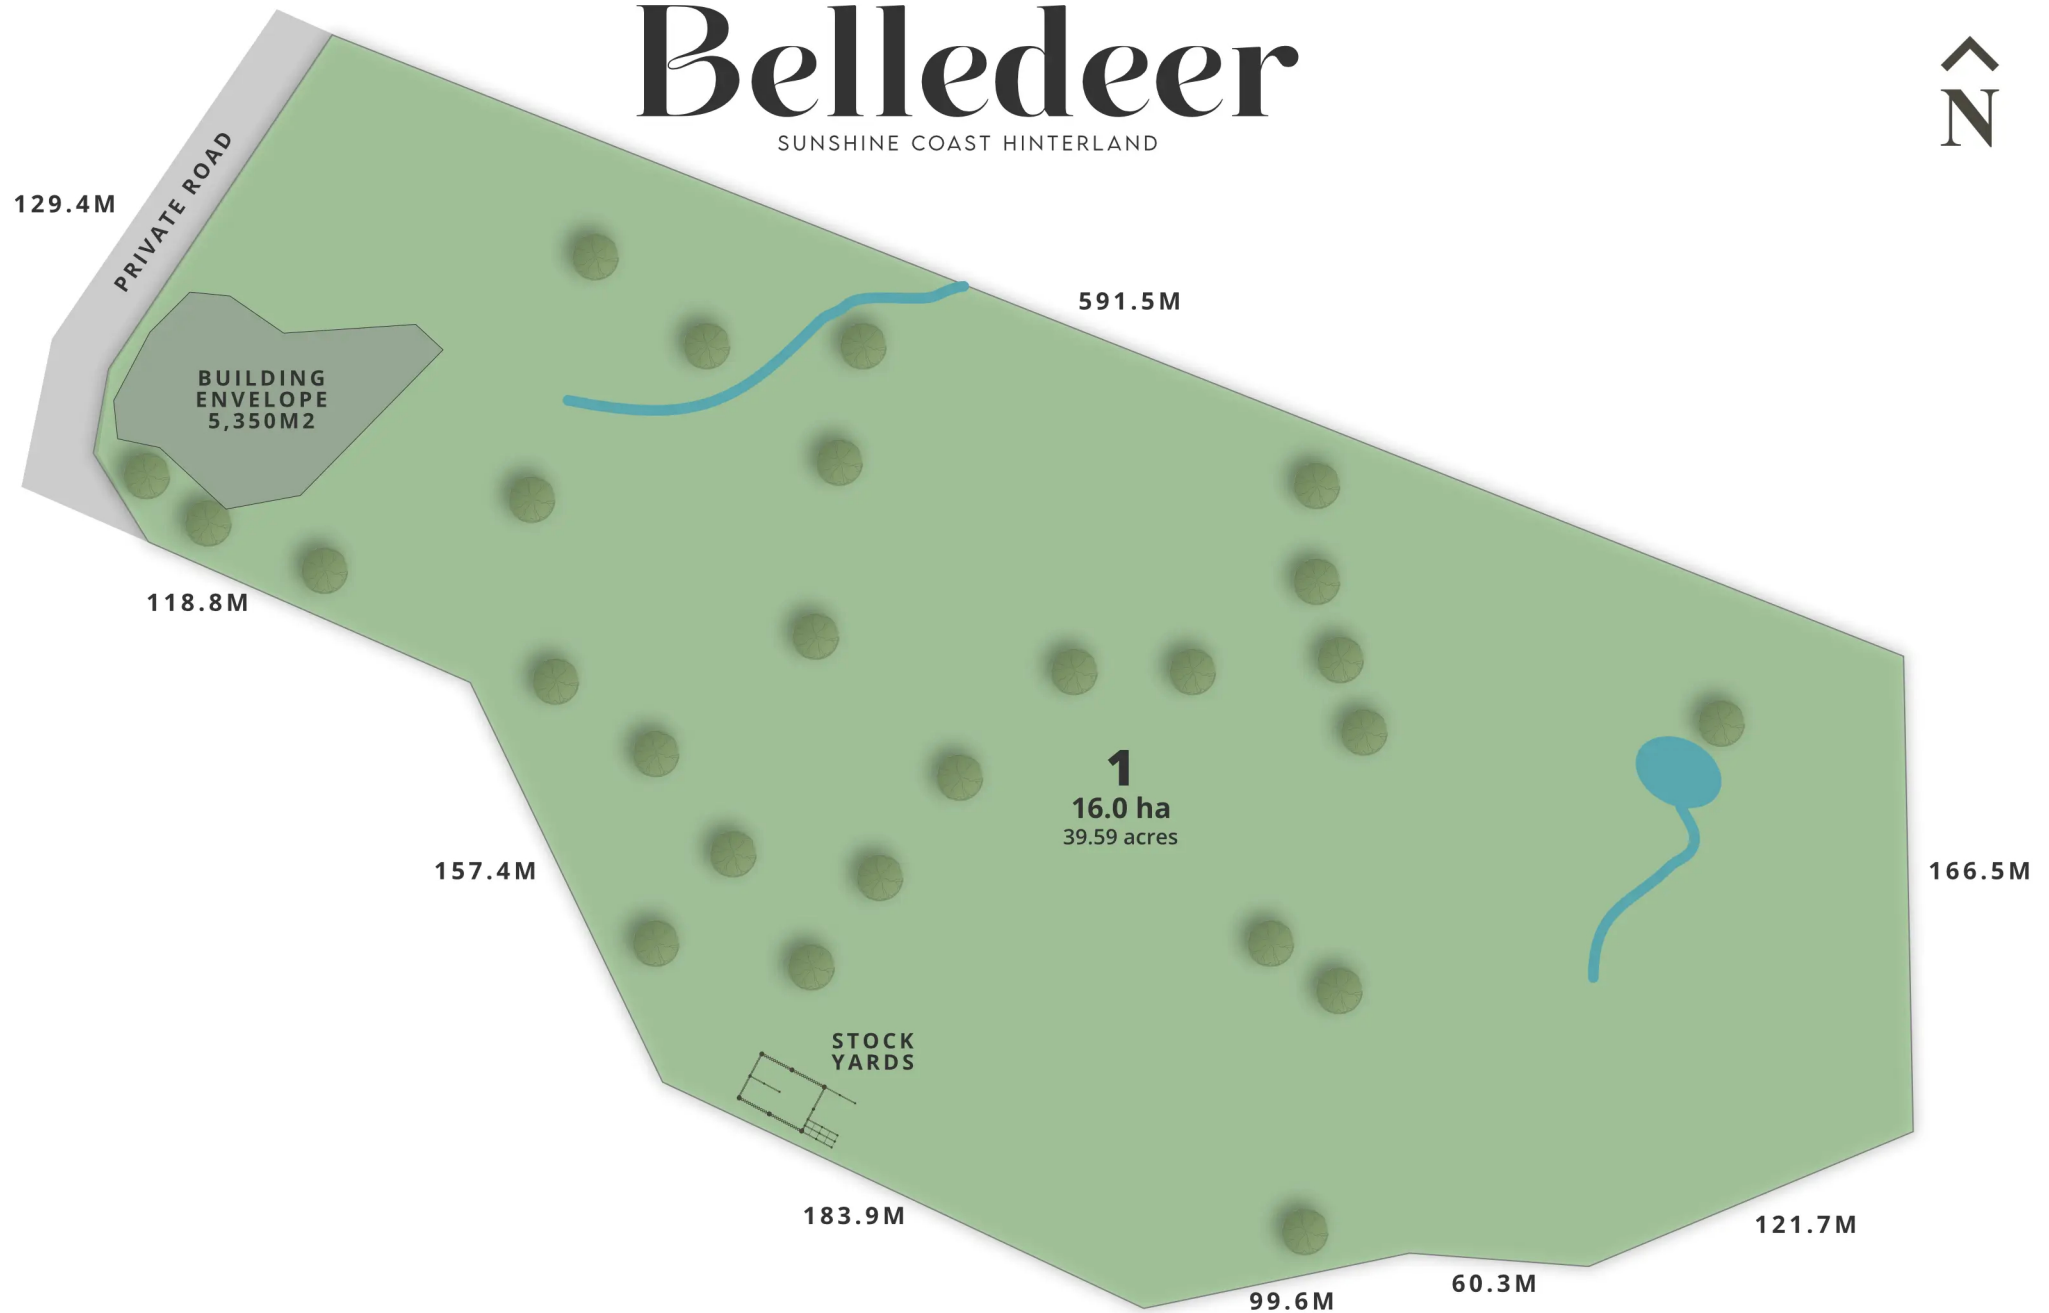 Belledeer
SUNSHINE COAST HINTERLAND
N
PRIVATE ROAD
129.4M
591.5M
BUILDING
ENVELOPE
5,350M2
118.8M
1
16.0 ha
39.59 acres
157.4M
166.5M
STOCK
YARDS
183.9M
121.7M
60.3M
99.6M